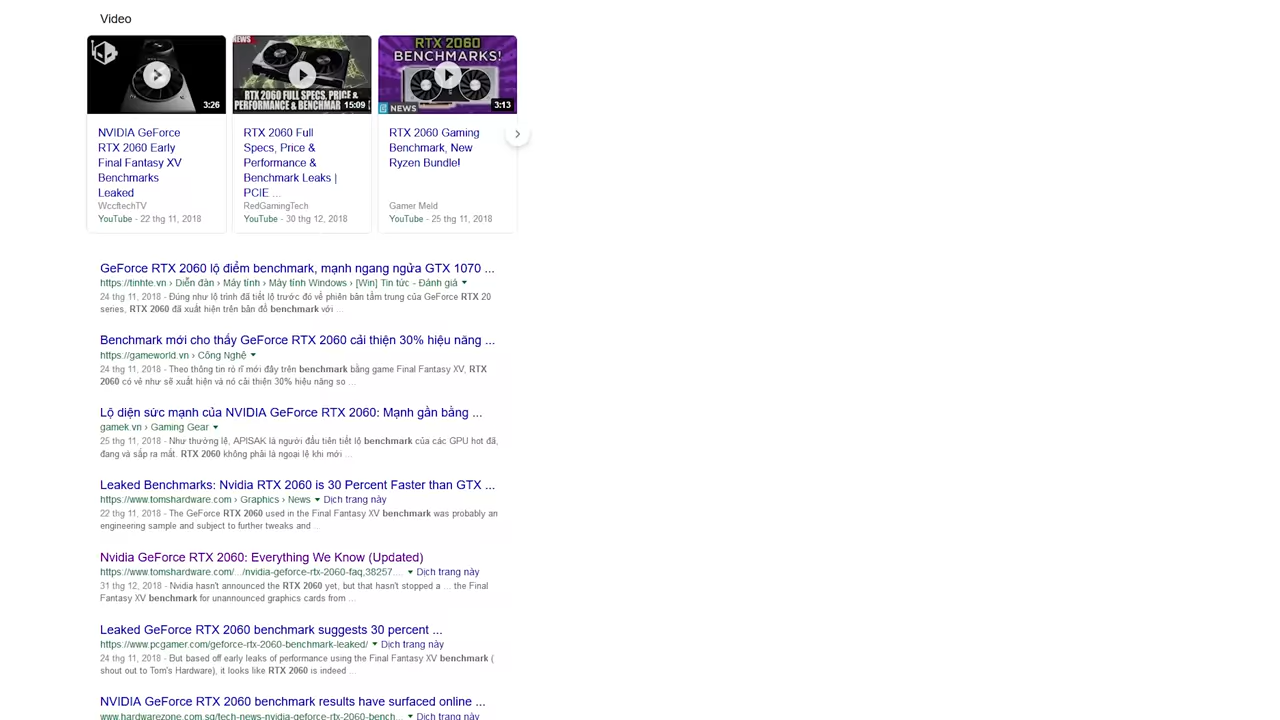 Video
NEWS
RTX 2060
BENCHMARKS!
RTX 2060 FULL SPECS, PRICE &
PERFORMANCE & BENCHMAR
NEWS
3:26
15:09
3:13
NVIDIA GeForce
RTX 2060 Early
Final Fantasy XV
Benchmarks
Leaked
WccftechTV
YouTube - 22 thg 11, 2018
RTX 2060 Full
Specs, Price &
Performance &
Benchmark Leaks |
PCIE ...
RedGamingTech
YouTube - 30 thg 12, 2018
RTX 2060 Gaming
Benchmark, New
Ryzen Bundle!
Gamer Meld
YouTube - 25 thg 11, 2018
GeForce RTX 2060 lộ điểm benchmark, mạnh ngang ngửa GTX 1070 ...
https://tinhte.vn › Diễn đàn › Máy tính › Máy tính Windows › [Win] Tin tức - Đánh giá
24 thg 11, 2018 - Đúng như lộ trình đã tiết lộ trước đó về phiên bản tầm trung của GeForce RTX 20
series, RTX 2060 đã xuất hiện trên bản đồ benchmark với ...
Benchmark mới cho thấy GeForce RTX 2060 cải thiện 30% hiệu năng ...
https://gameworld.vn › Công Nghệ
24 thg 11, 2018 - Theo thông tin rò rỉ mới đây trên benchmark bằng game Final Fantasy XV, RTX
2060 có vẻ như sẽ xuất hiện và nó cải thiện 30% hiệu năng so ...
Lộ diện sức mạnh của NVIDIA GeForce RTX 2060: Mạnh gần bằng ...
gamek.vn › Gaming Gear
25 thg 11, 2018 - Như thường lệ, APISAK là người đầu tiên tiết lộ benchmark của các GPU hot đã,
đang và sắp ra mắt. RTX 2060 không phải là ngoại lệ khi mới ...
Leaked Benchmarks: Nvidia RTX 2060 is 30 Percent Faster than GTX ...
https://www.tomshardware.com › Graphics › News Dịch trang này
22 thg 11, 2018 - The GeForce RTX 2060 used in the Final Fantasy XV benchmark was probably an
engineering sample and subject to further tweaks and ...
Nvidia GeForce RTX 2060: Everything We Know (Updated)
https://www.tomshardware.com/.../nvidia-geforce-rtx-2060-faq,38257.... Dịch trang này
31 thg 12, 2018 - Nvidia hasn't announced the RTX 2060 yet, but that hasn't stopped a ... the Final
Fantasy XV benchmark for unannounced graphics cards from ...
Leaked GeForce RTX 2060 benchmark suggests 30 percent ...
https://www.pcgamer.com/geforce-rtx-2060-benchmark-leaked/ Dịch trang này
24 thg 11, 2018 - But based off early leaks of performance using the Final Fantasy XV benchmark (
shout out to Tom's Hardware), it looks like RTX 2060 is indeed ...
NVIDIA GeForce RTX 2060 benchmark results have surfaced online ...
www.hardwarezone.com.sg/tech-news-nvidia-geforce-rtx-2060-bench... Dịch trang này